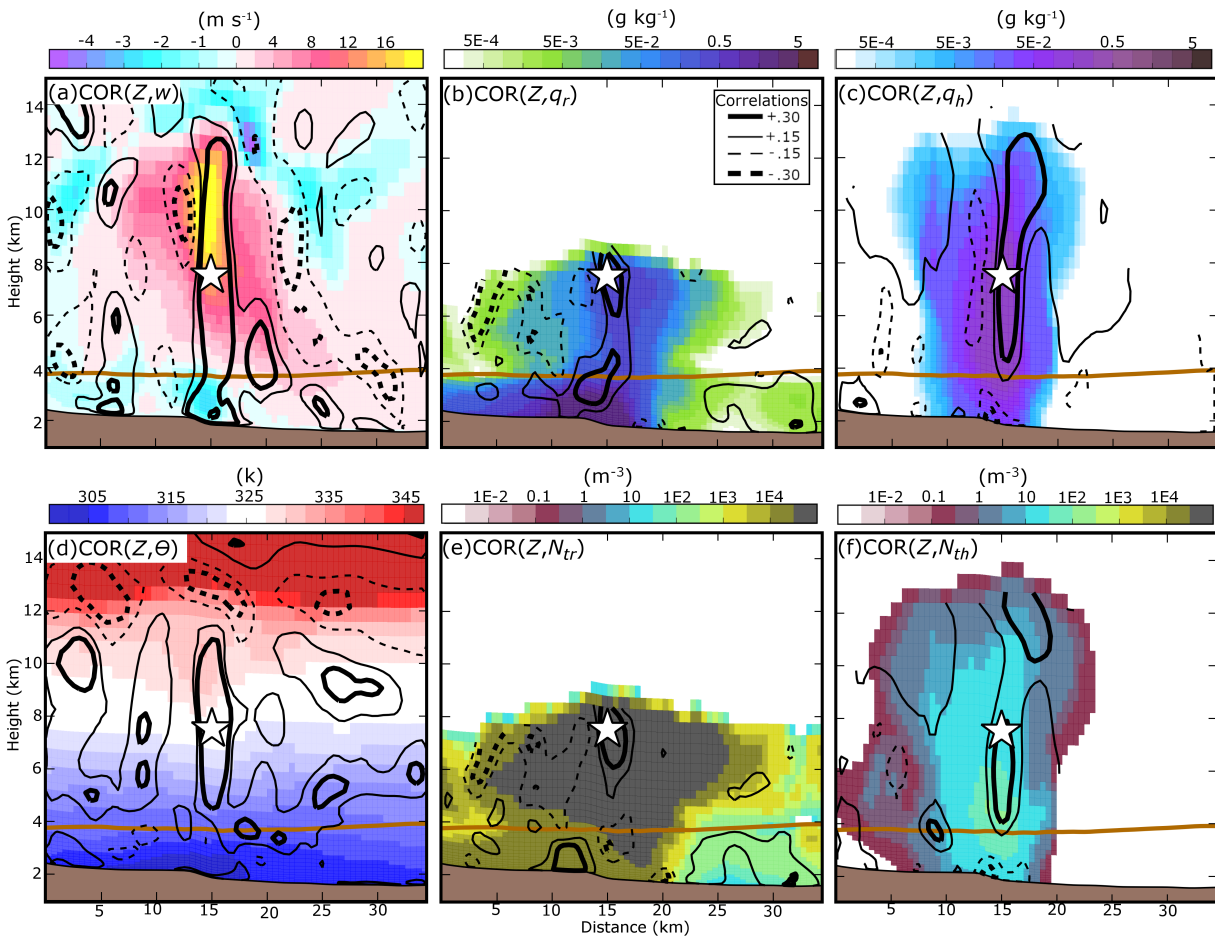 (m s⁻¹)
(g kg⁻¹)
(g kg⁻¹)
-4 -3 -2 -1 0 4 8 12 16
5E-4 5E-3 5E-2 0.5 5
5E-4 5E-3 5E-2 0.5 5
(a)COR(Z,w)
(b)COR(Z,qr)
(c)COR(Z,qh)
Correlations
+.30
+.15
-.15
-.30
Height (km)
14
12
10
8
6
4
2
(k)
(m⁻³)
(m⁻³)
305 315 325 335 345
1E-2 0.1 1 10 1E2 1E3 1E4
1E-2 0.1 1 10 1E2 1E3 1E4
(d)COR(Z,Θ)
(e)COR(Z,Ntr)
(f)COR(Z,Nth)
Height (km)
14
12
10
8
6
4
2
5 10 15 20 25 30
5 10 15 20 25 30
5 10 15 20 25 30
Distance (km)